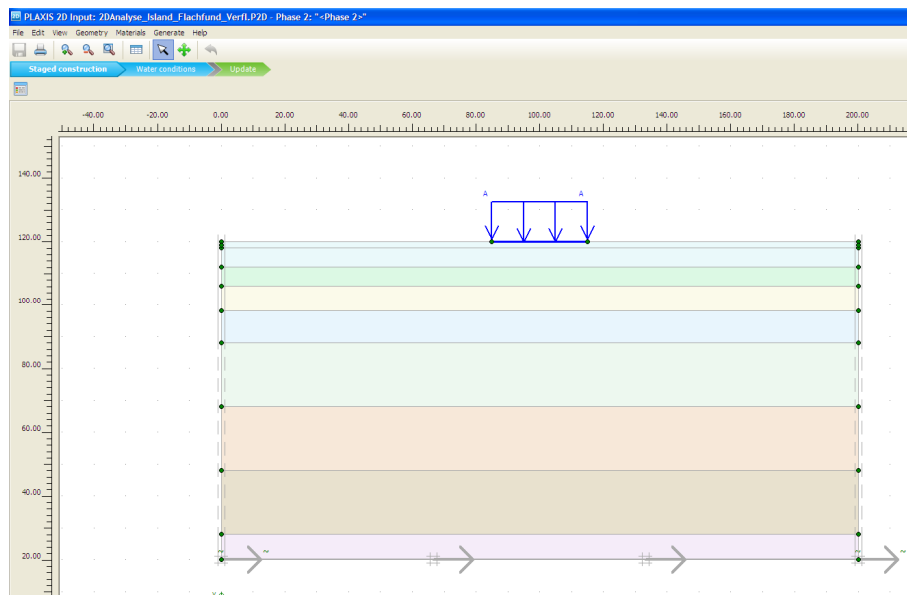 PLAXIS 2D Input: 2DAnalyse_Island_Flachfund_Verfl.P2D - Phase 2: "<Phase 2>"
File Edit View Geometry Materials Generate Help
Staged construction Water conditions Update
-40.00 -20.00 0.00 20.00 40.00 60.00 80.00 100.00 120.00 140.00 160.00 180.00 200.00
140.00
A A
120.00
100.00
80.00
60.00
40.00
20.00
~ ~ ~ ~